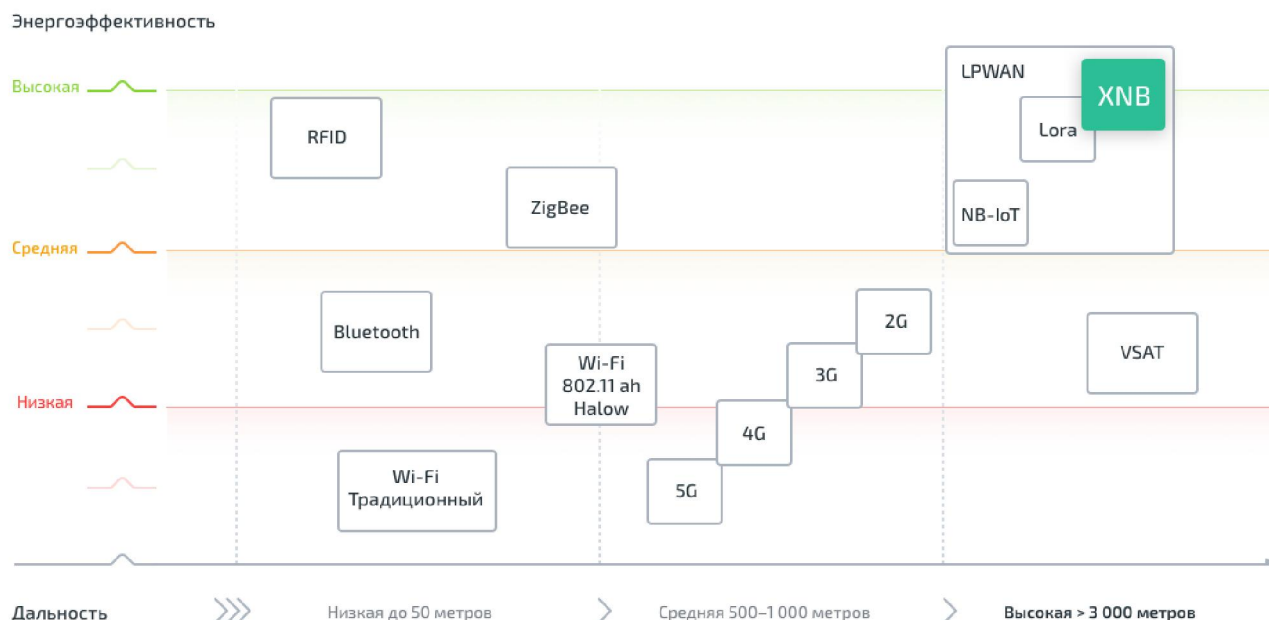 Энергоэффективность
Высокая
LPWAN
XNB
RFID
Lora
ZigBee
NB-IoT
Средняя
2G
Bluetooth
VSAT
Wi-Fi
802.11 ah
Halow
3G
Низкая
4G
Wi-Fi
Традиционный
5G
Дальность
Низкая до 50 метров
Средняя 500–1 000 метров
Высокая > 3 000 метров